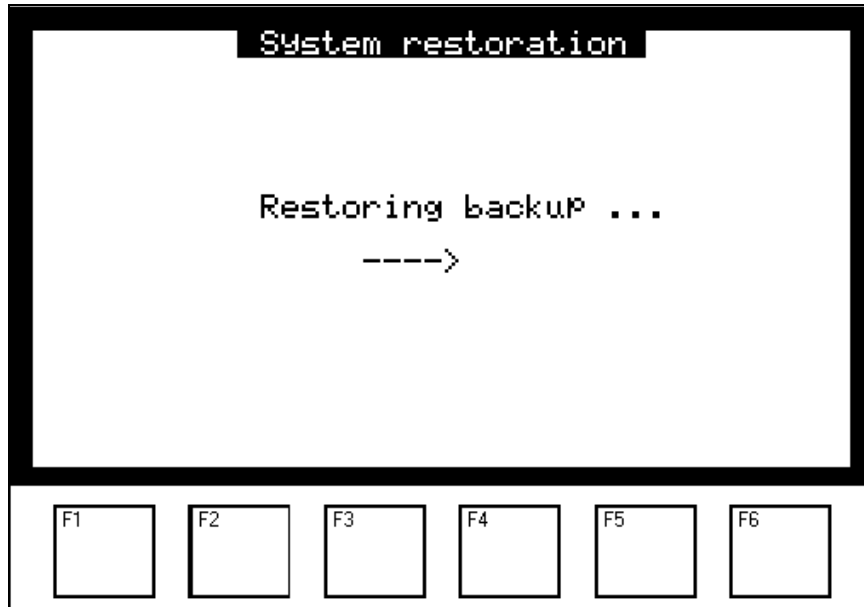 System restoration
Restoring backup ...
---->
F1 F2 F3 F4 F5 F6